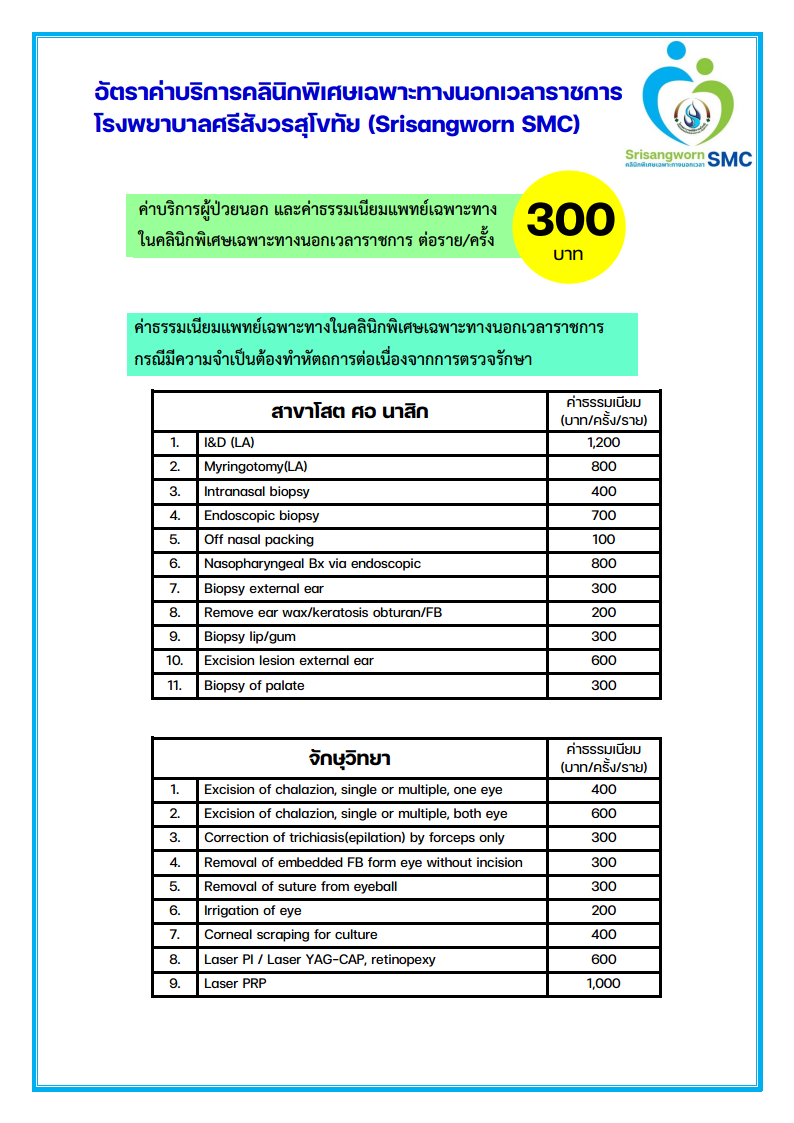 อัตราค่าบริการคลินิกพิเศษเฉพาะทางนอกเวลาราชการ
โรงพยาบาลศรีสังวรสุโขทัย (Srisangworn SMC)
Srisangworn SMC
คลินิกพิเศษเฉพาะทางนอกเวลา
ค่าบริการผู้ป่วยนอก และค่าธรรมเนียมแพทย์เฉพาะทาง
ในคลินิกพิเศษเฉพาะทางนอกเวลาราชการ ต่อราย/ครั้ง
300
บาท
ค่าธรรมเนียมแพทย์เฉพาะทางในคลินิกพิเศษเฉพาะทางนอกเวลาราชการ
กรณีมีความจำเป็นต้องทำหัตถการต่อเนื่องจากการตรวจรักษา
สาขาโสต ศอ นาสิก ค่าธรรมเนียม
(บาท/ครั้ง/ราย)
1. I&D (LA) 1,200
2. Myringotomy(LA) 800
3. Intranasal biopsy 400
4. Endoscopic biopsy 700
5. Off nasal packing 100
6. Nasopharyngeal Bx via endoscopic 800
7. Biopsy external ear 300
8. Remove ear wax/keratosis obturan/FB 200
9. Biopsy lip/gum 300
10. Excision lesion external ear 600
11. Biopsy of palate 300
จักษุวิทยา ค่าธรรมเนียม
(บาท/ครั้ง/ราย)
1. Excision of chalazion, single or multiple, one eye 400
2. Excision of chalazion, single or multiple, both eye 600
3. Correction of trichiasis(epilation) by forceps only 300
4. Removal of embedded FB form eye without incision 300
5. Removal of suture from eyeball 300
6. Irrigation of eye 200
7. Corneal scraping for culture 400
8. Laser PI / Laser YAG-CAP, retinopexy 600
9. Laser PRP 1,000